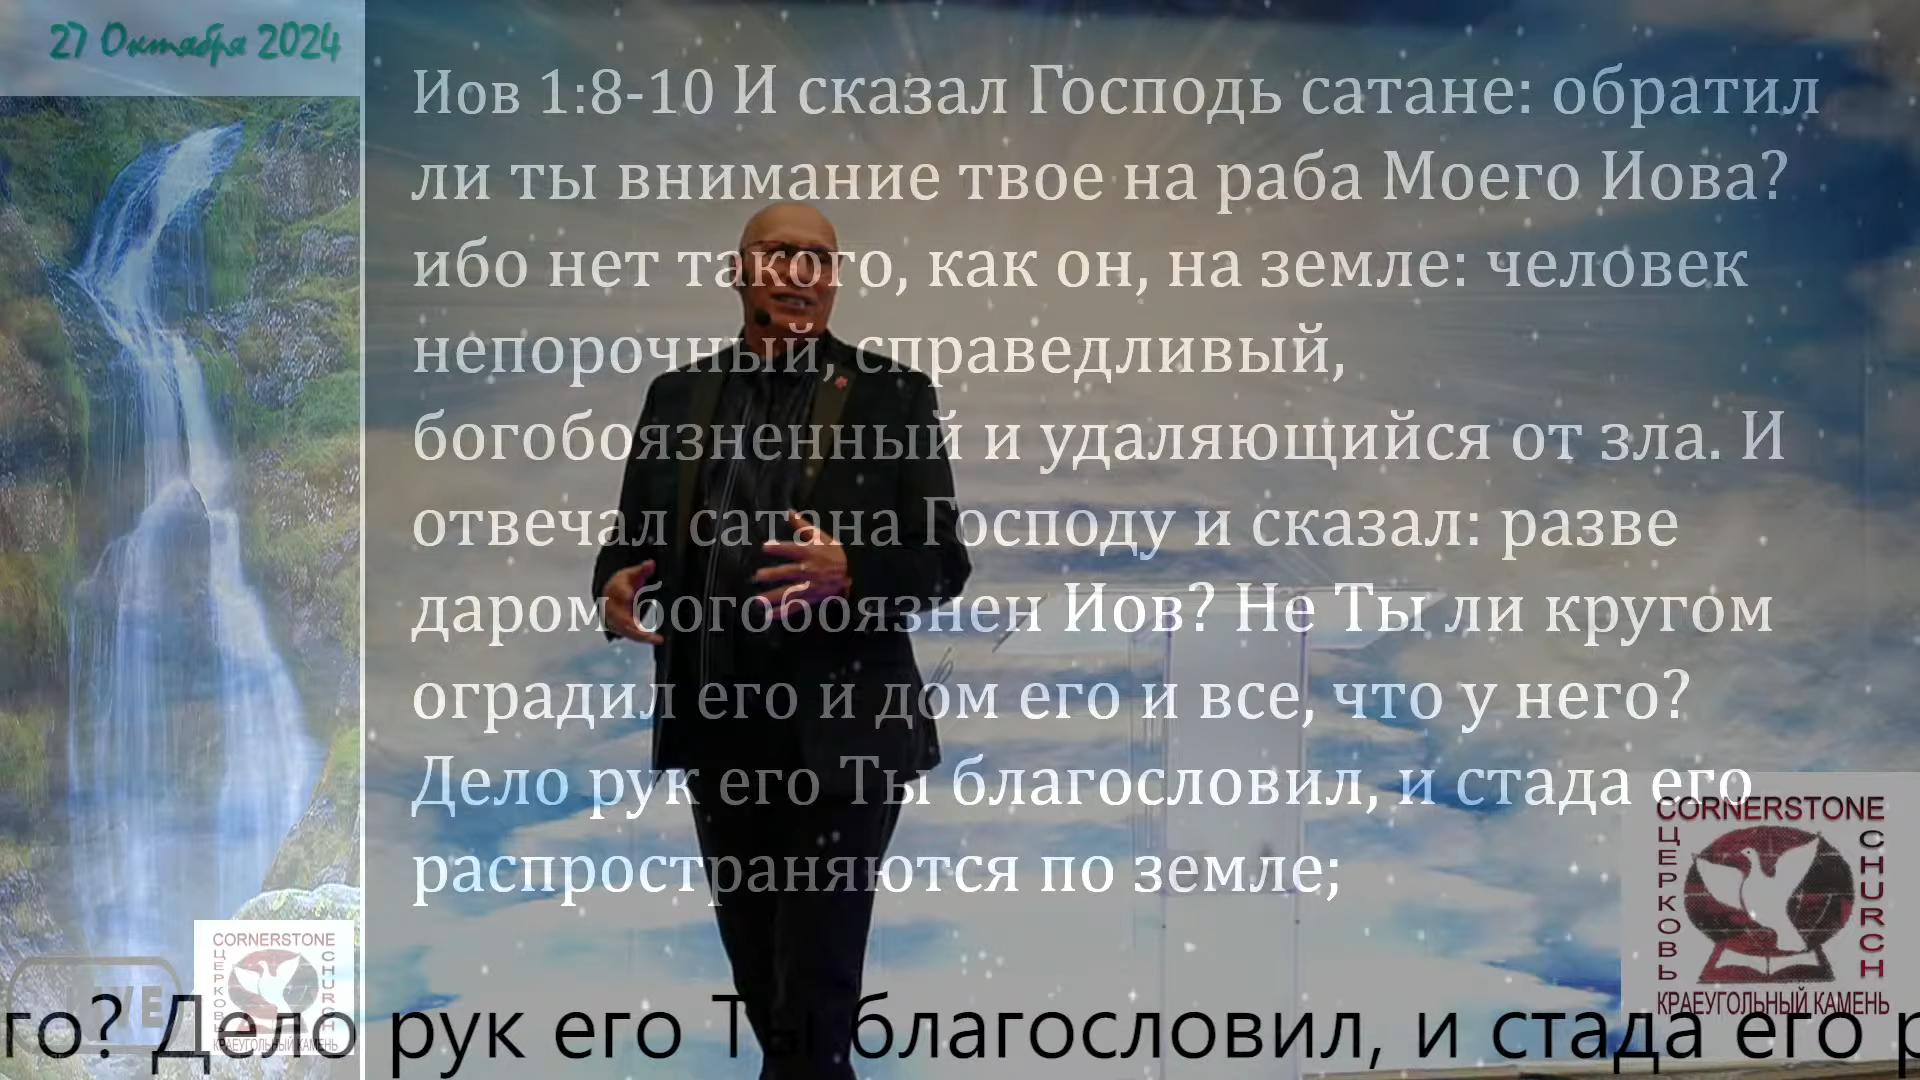 27 Октября 2024
Иов 1:8-10 И сказал Господь сатане: обратил
ли ты внимание твое на раба Моего Иова?
ибо нет такого, как он, на земле: человек
непорочный, справедливый,
богобоязненный и удаляющийся от зла. И
отвечал сатана Господу и сказал: разве
даром богобоязнен Иов? Не Ты ли кругом
оградил его и дом его и все, что у него?
Дело рук его Ты благословил, и стада его
распространяются по земле;
CORNERSTONE
ЦЕРКОВЬ
CHURCH
КРАЕУГОЛЬНЫЙ КАМЕНЬ
CORNERSTONE
ЦЕРКОВЬ
CHURCH
КРАЕУГОЛЬНЫЙ КАМЕНЬ
LIVE
го? Дело рук его Ты благословил, и стада его р